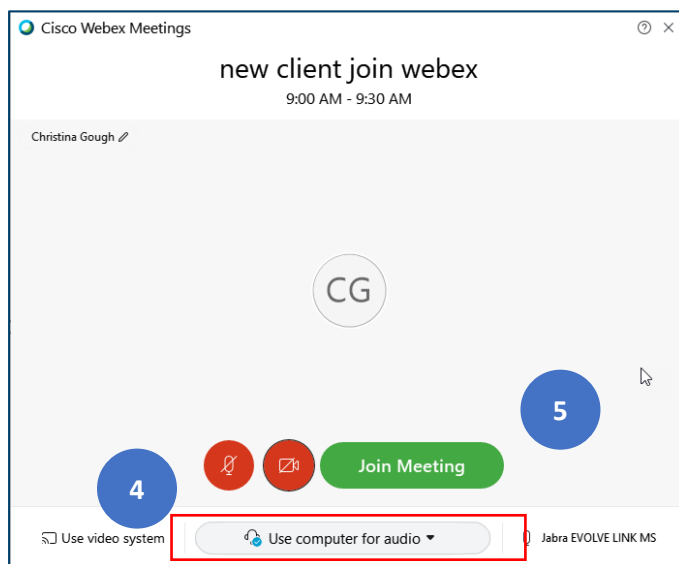 Cisco Webex Meetings
new client join webex
9:00 AM - 9:30 AM
Christina Gough
CG
5
Join Meeting
4
Use video system
Use computer for audio
Jabra EVOLVE LINK MS